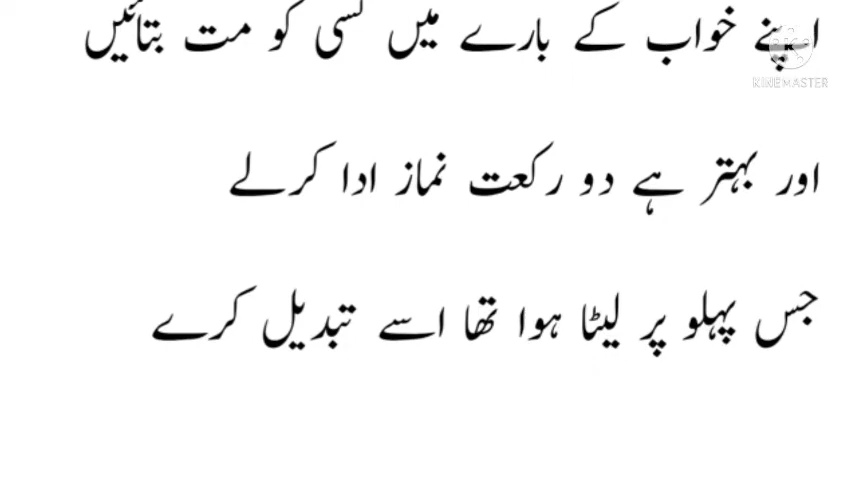 اپنے خواب کے بارے میں کسی کو مت بتائیں
KINEMASTER
اور بہتر ہے دو رکعت نماز ادا کرلے
جس پہلو پر لیٹا ہوا تھا اسے تبدیل کرے